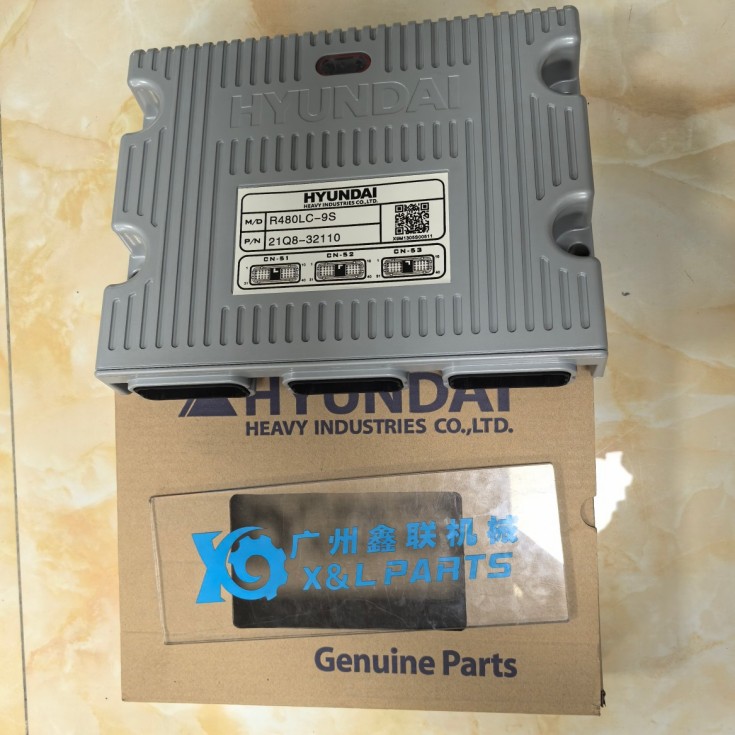 HYUNDAI
HYUNDAI
HEAVY INDUSTRIES CO.,LTD.
M/D R480LC-9S
P/N 21Q8-32110
X9M1305S00611
CN-51 CN-52 CN-53
HYUNDAI
HEAVY INDUSTRIES CO.,LTD.
广州鑫联机械
X&L PARTS
Genuine Parts